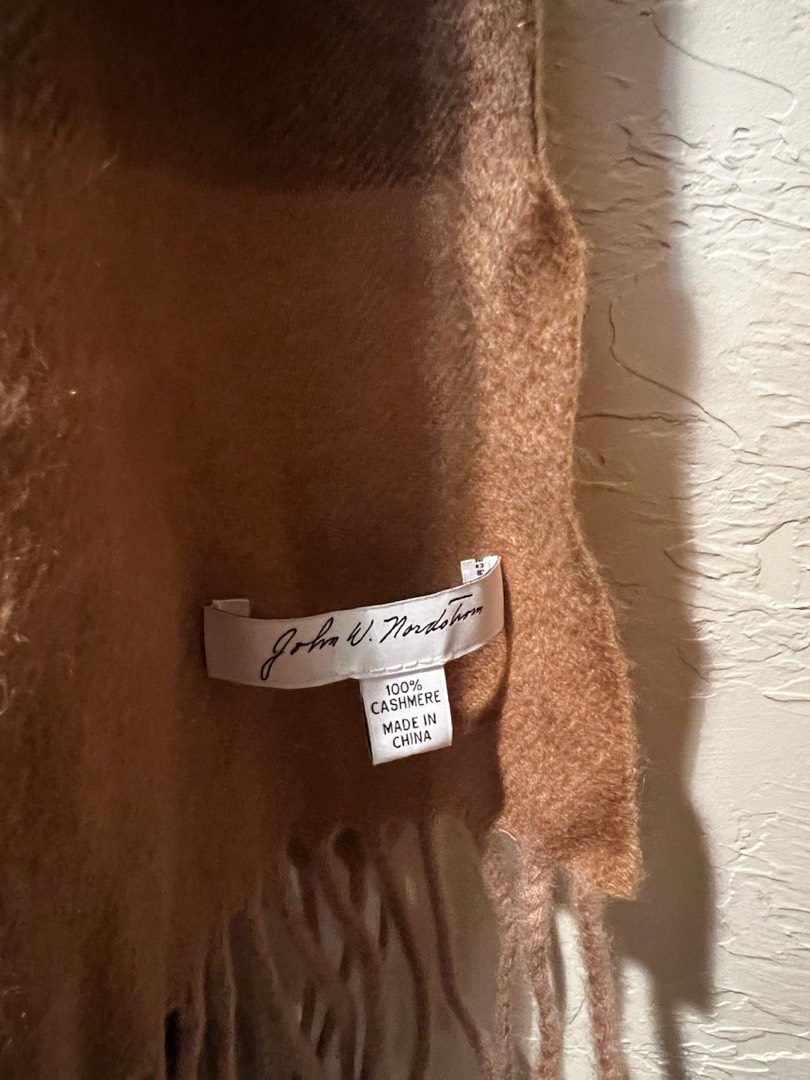 John W. Nordstrom
100%
CASHMERE
MADE IN
CHINA